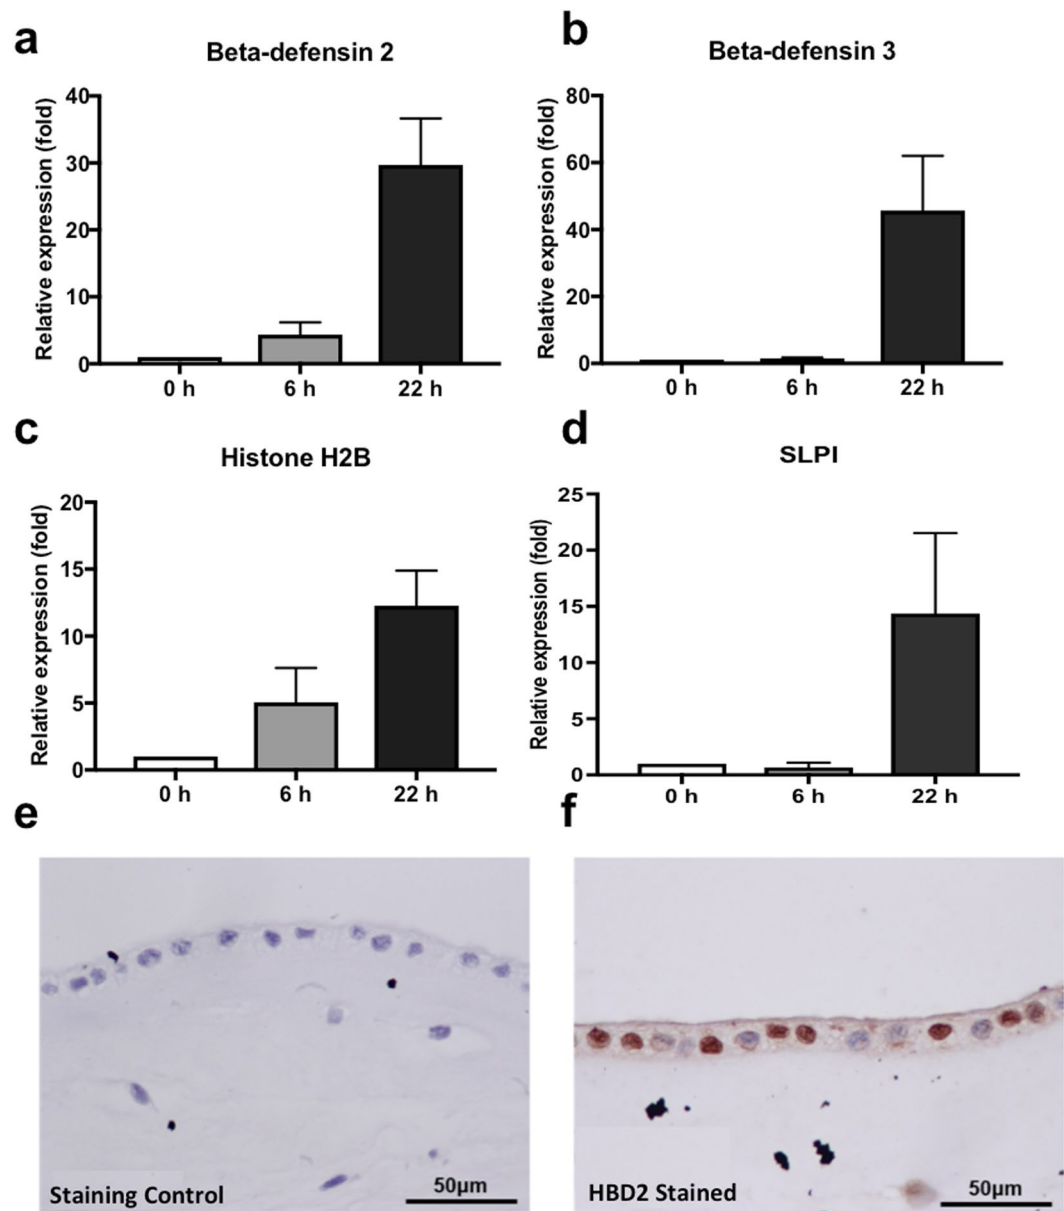 a
Beta-defensin 2
Relative expression (fold)
40
30
20
10
0
0 h 6 h 22 h
b
Beta-defensin 3
Relative expression (fold)
80
60
40
20
0
0 h 6 h 22 h
c
Histone H2B
Relative expression (fold)
20
15
10
5
0
0 h 6 h 22 h
d
SLPI
Relative expression (fold)
25
20
15
10
5
0
0 h 6 h 22 h
e
Staining Control
50µm
f
HBD2 Stained
50µm